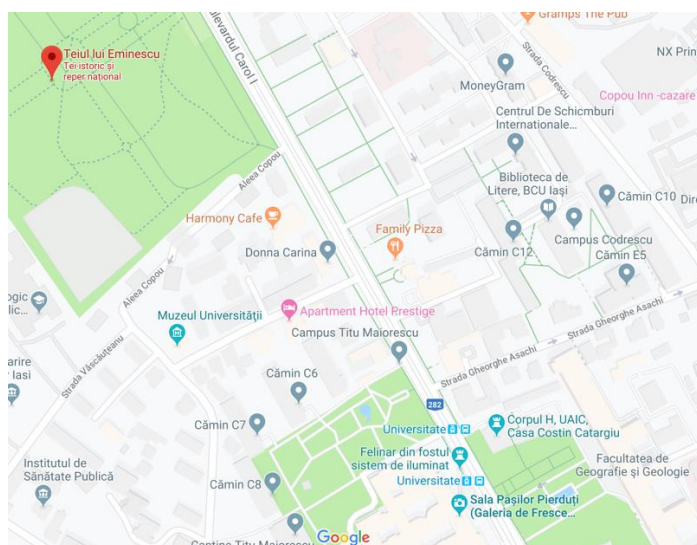 Gramps The Pub
Teiul lui Eminescu
Tei istoric și
reper național
Bulevardul Carol I
Strada Codrescu
NX Prin
MoneyGram
Copou Inn -cazare
Centrul De Schicmburi
Internationale...
Aleea Copou
Biblioteca de
Litere, BCU Iași
Cămin C10
Harmony Cafe
Family Pizza
Campus Codrescu
Donna Carina
Cămin C12
Cămin E5
Aleea Copou
Muzeul Universității
Apartment Hotel Prestige
Strada Gheorghe Asachi
Campus Titu Maiorescu
Strada Văscăuțeanu
Cămin C6
Strada Gheorghe Asachi
282
Cămin C7
Universitate
Corpul H, UAIC,
Casa Costin Catargiu
Felinar din fostul
sistem de iluminat
Facultatea de
Geografie și Geologie
Institutul de
Sănătate Publică
Cămin C8
Universitate
Sala Pașilor Pierduți
(Galeria de Fresce...
Cantina Titu Maiorescu
Google